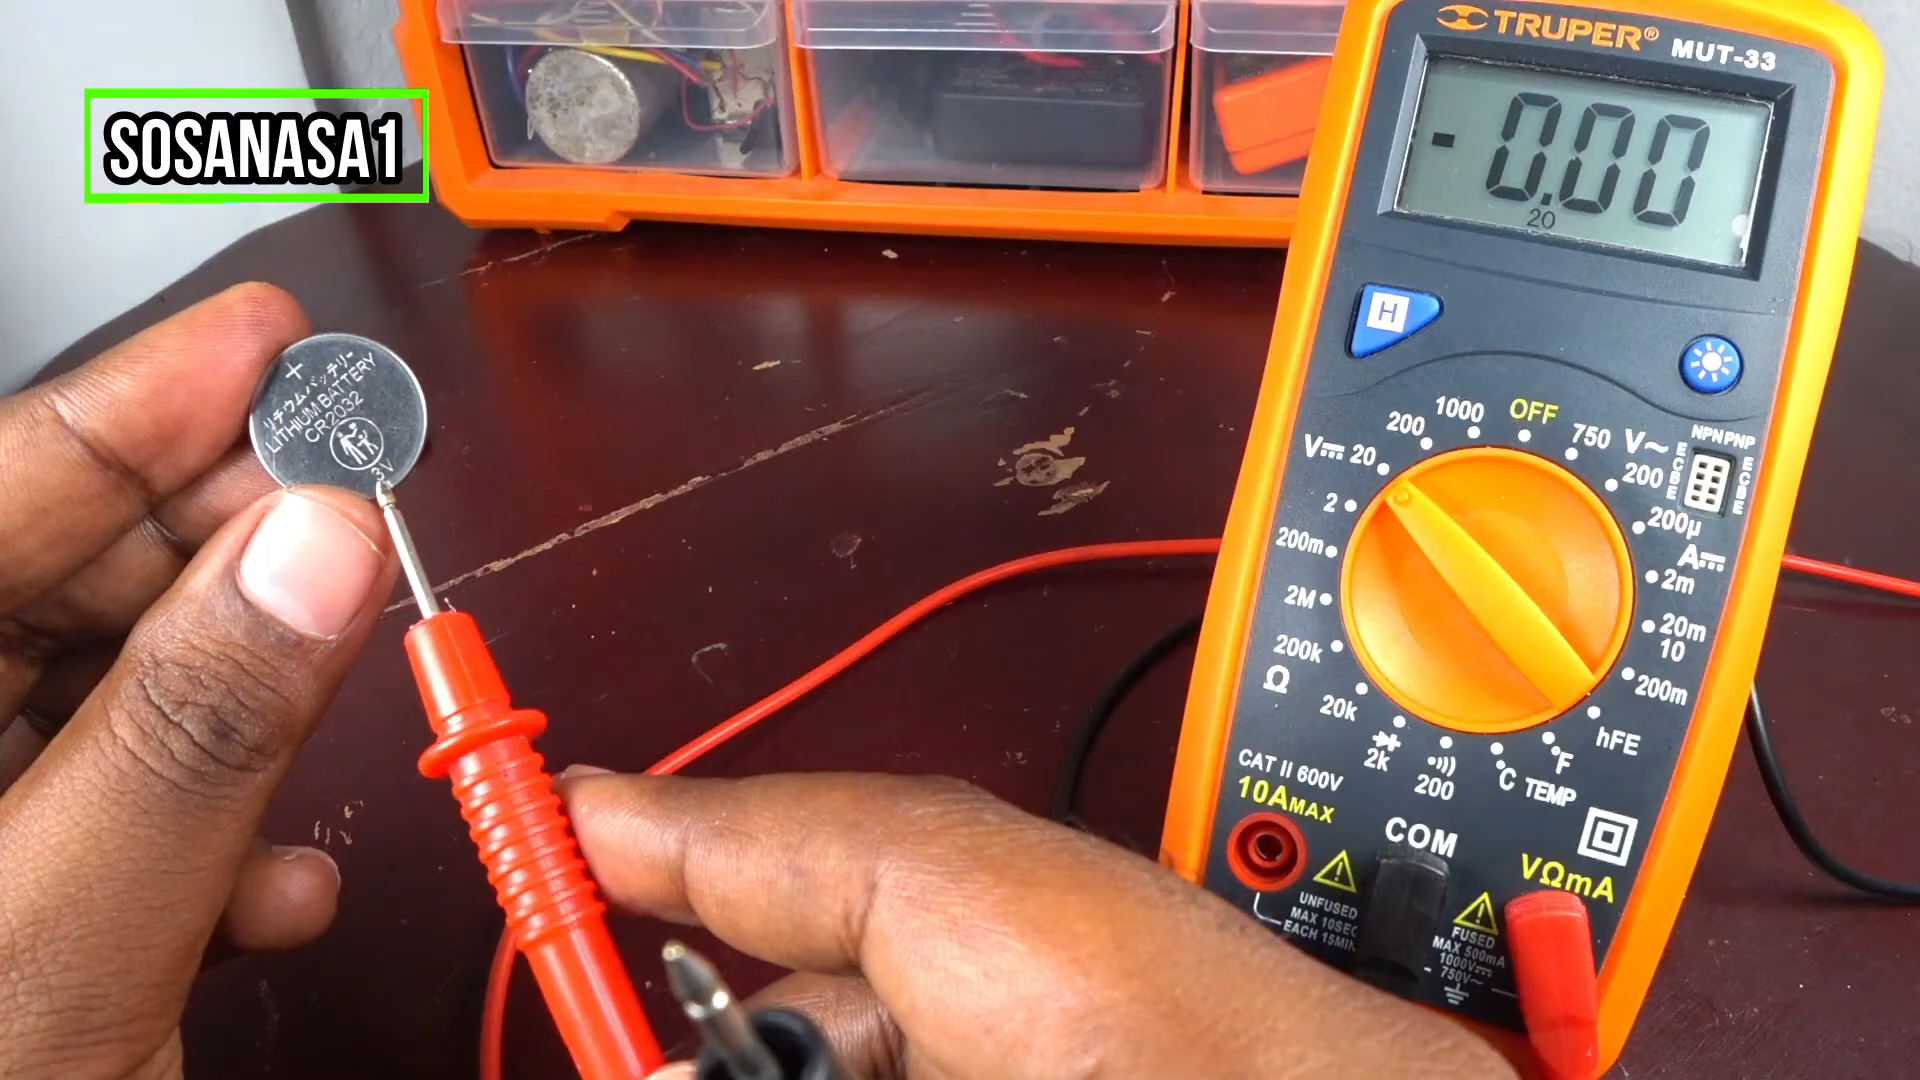 SOSANASA1
TRUPER® MUT-33
- 0.00
20
H
+
リチウムバッテリー
LITHIUM BATTERY
CR2032
3V
OFF
1000
750 V~
200
200
V⎓ 20
2
200m
2M
200k
Ω
20k
2k
200
°C TEMP °F
hFE
200µ
A⎓
2m
20m
10
200m
NPN PNP
E E
C C
B B
E E
CAT II 600V
10AMAX
COM
VΩmA
UNFUSED
MAX 10SEC
EACH 15MIN
FUSED
MAX 500mA
1000V⎓
750V~